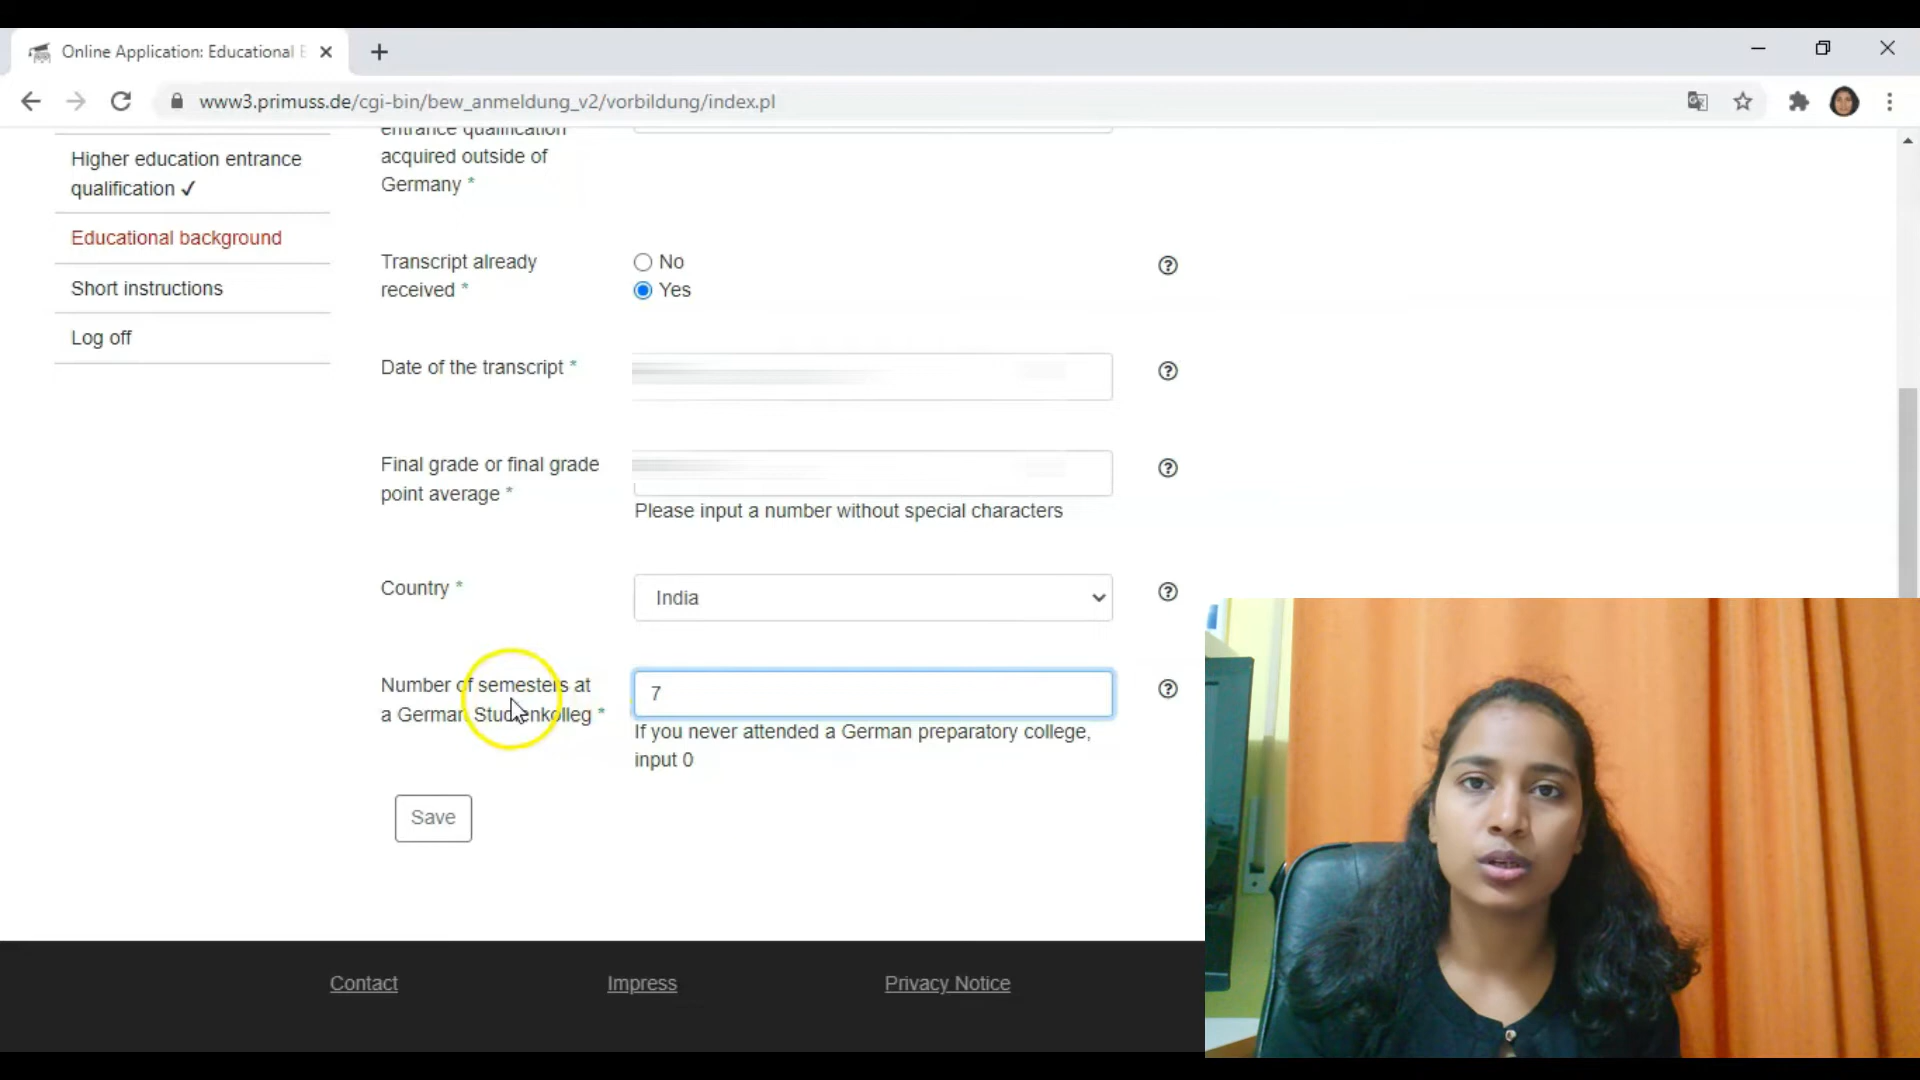 Online Application: Educational
www3.primuss.de/cgi-bin/bew_anmeldung_v2/vorbildung/index.pl
Higher education entrance
qualification ✓
Educational background
Short instructions
Log off
entrance qualification
acquired outside of
Germany *
Transcript already
received *
No
Yes
Date of the transcript *
Final grade or final grade
point average *
Please input a number without special characters
Country *
India
Number of semesters at
a German Studienkolleg *
7
If you never attended a German preparatory college,
input 0
Save
Contact
Impress
Privacy Notice